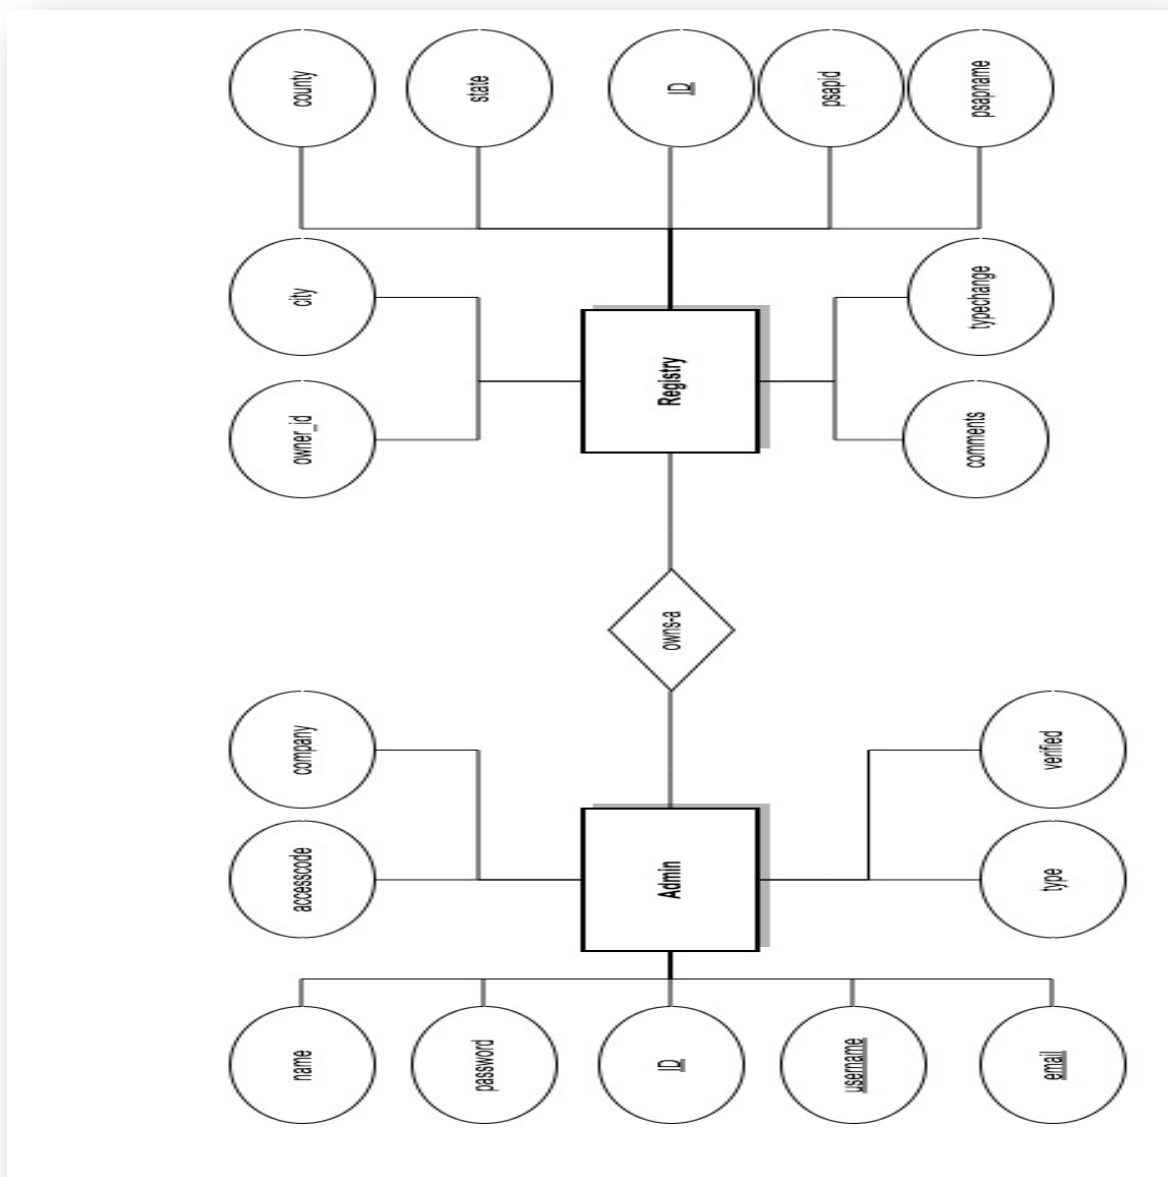 county
state
ID
psapid
psapname
city
typechange
owner_id
comments
Registry
owns-a
company
verified
accesscode
type
Admin
name
password
ID
username
email